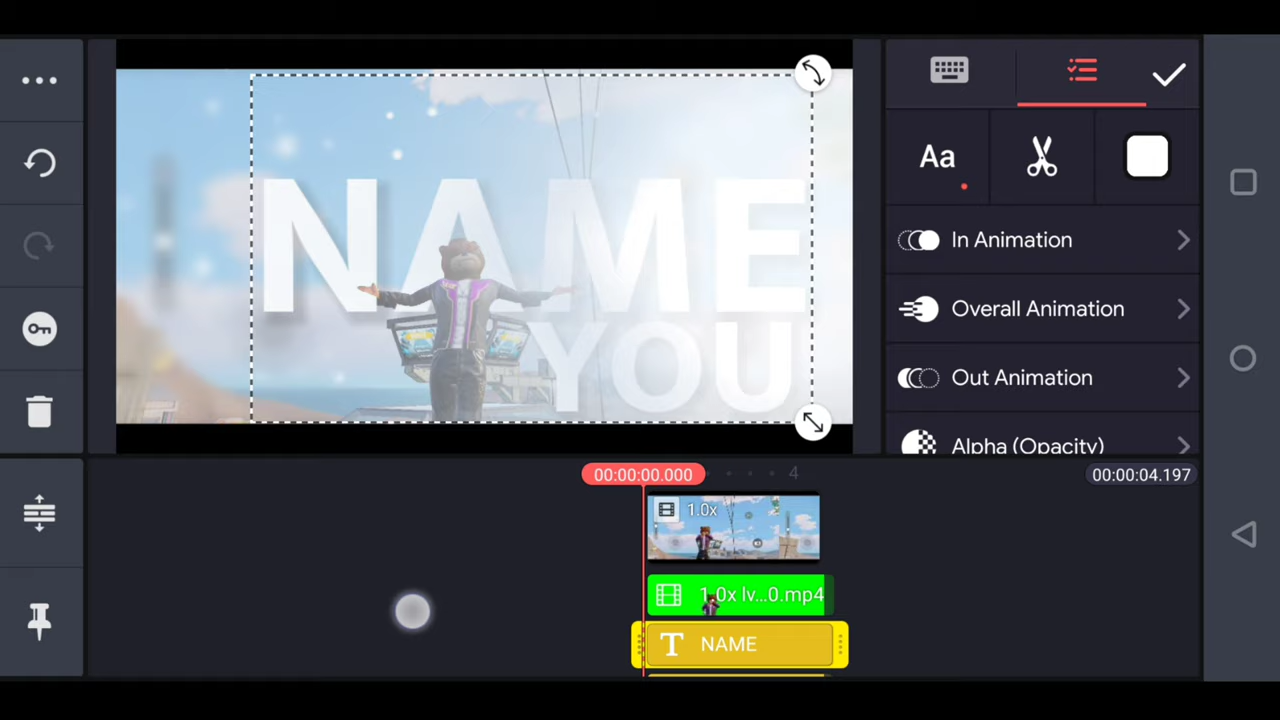 NAME
YOU
Aa
In Animation
Overall Animation
Out Animation
Alpha (Opacity)
00:00:00.000
4
00:00:04.197
1.0x
1.0x lv...0.mp4
T NAME